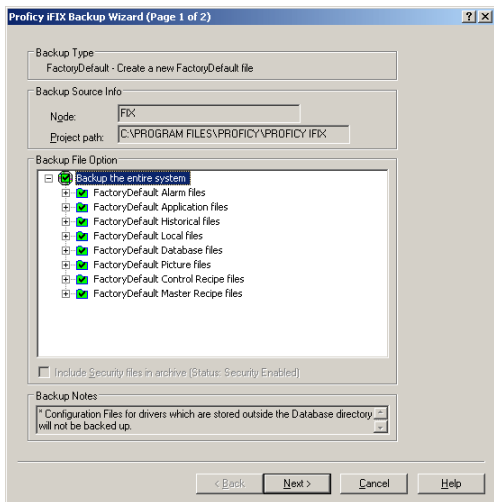 Proficy iFIX Backup Wizard (Page 1 of 2)
Backup Type
FactoryDefault - Create a new FactoryDefault file
Backup Source Info
Node: FIX
Project path: C:\PROGRAM FILES\PROFICY\PROFICY IFIX
Backup File Option
Backup the entire system
FactoryDefault Alarm files
FactoryDefault Application files
FactoryDefault Historical files
FactoryDefault Local files
FactoryDefault Database files
FactoryDefault Picture files
FactoryDefault Control Recipe files
FactoryDefault Master Recipe files
Include Security files in archive (Status: Security Enabled)
Backup Notes
* Configuration Files for drivers which are stored outside the Database directory
will not be backed up.
< Back Next > Cancel Help